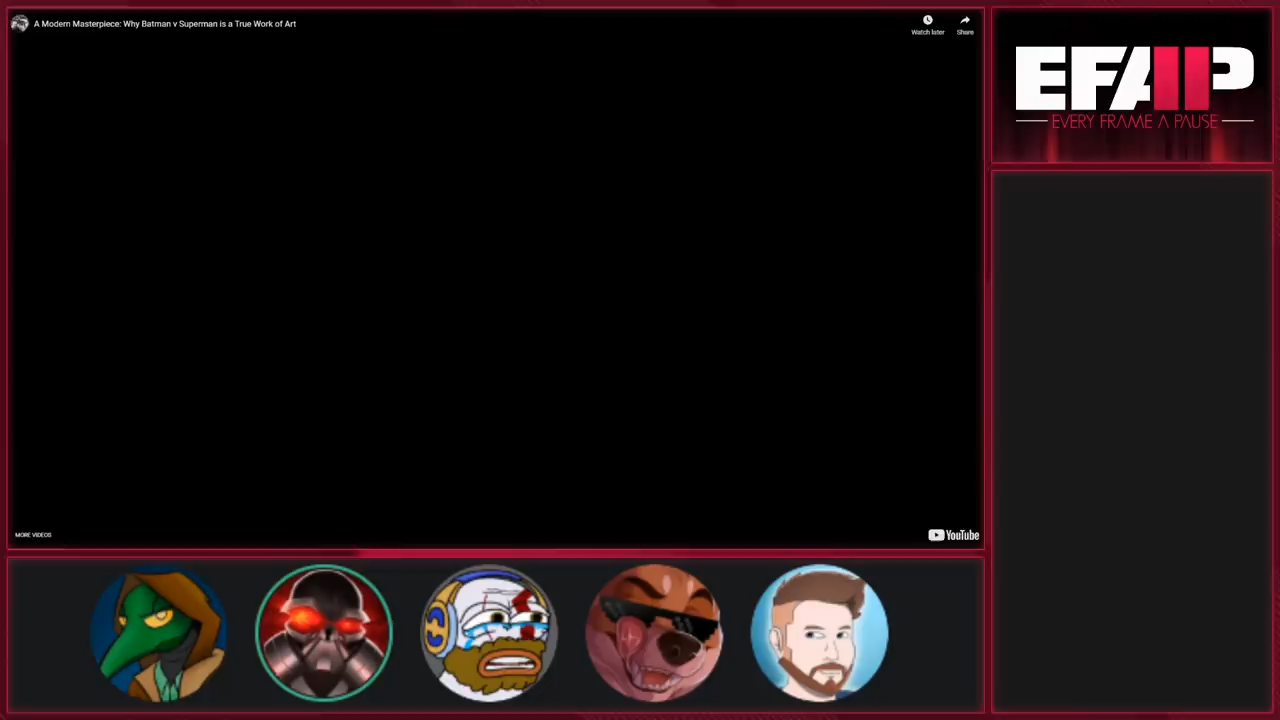 A Modern Masterpiece: Why Batman v Superman is a True Work of Art
Watch later
Share
EFAP
EVERY FRAME A PAUSE
MORE VIDEOS
YouTube